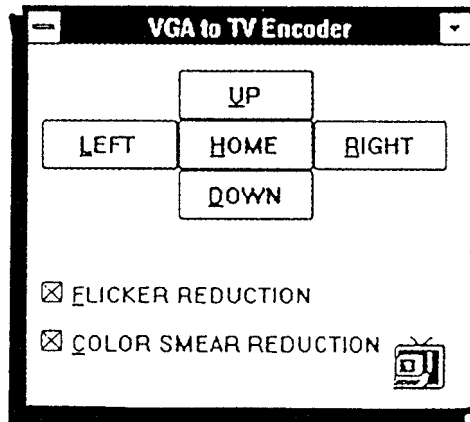 VGA to TV Encoder
UP
LEFT HOME RIGHT
DOWN
FLICKER REDUCTION
COLOR SMEAR REDUCTION